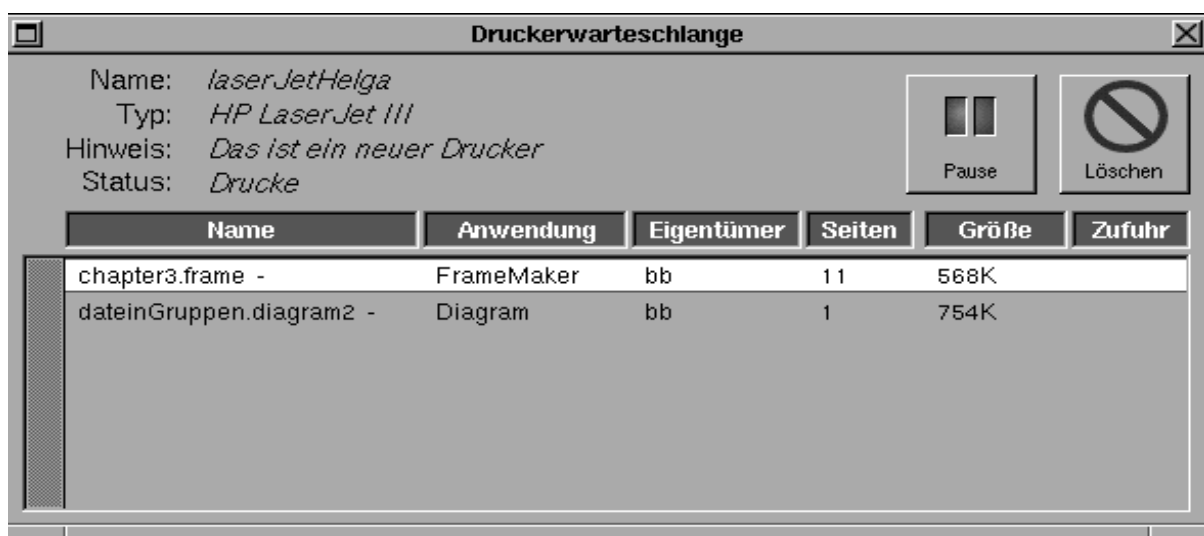 Druckerwarteschlange
Name: laserJetHelga
Typ: HP LaserJet III
Hinweis: Das ist ein neuer Drucker
Status: Drucke
Pause
Löschen
Name Anwendung Eigentümer Seiten Größe Zufuhr
chapter3.frame - FrameMaker bb 11 568K
dateinGruppen.diagram2 - Diagram bb 1 754K